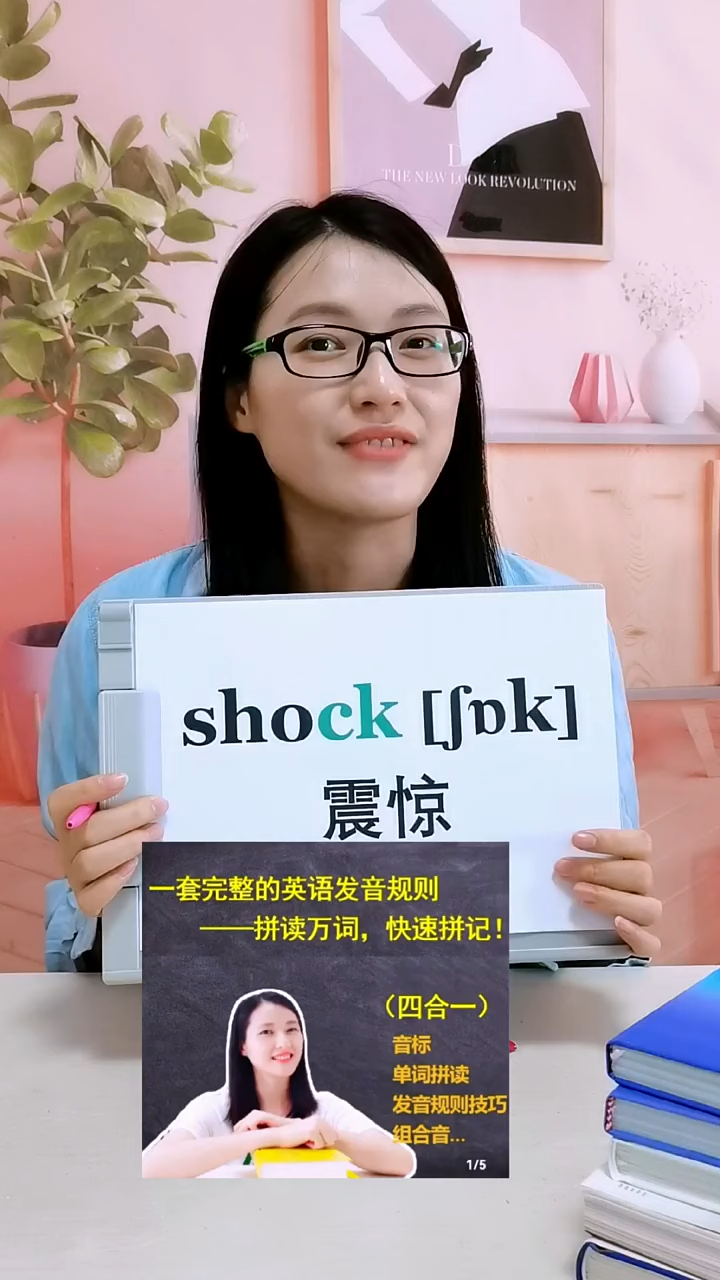 THE NEW LOOK REVOLUTION
shock [ʃɒk]
震惊
一套完整的英语发音规则
——拼读万词，快速拼记！
（四合一）
音标
单词拼读
发音规则技巧
组合音...
1/5